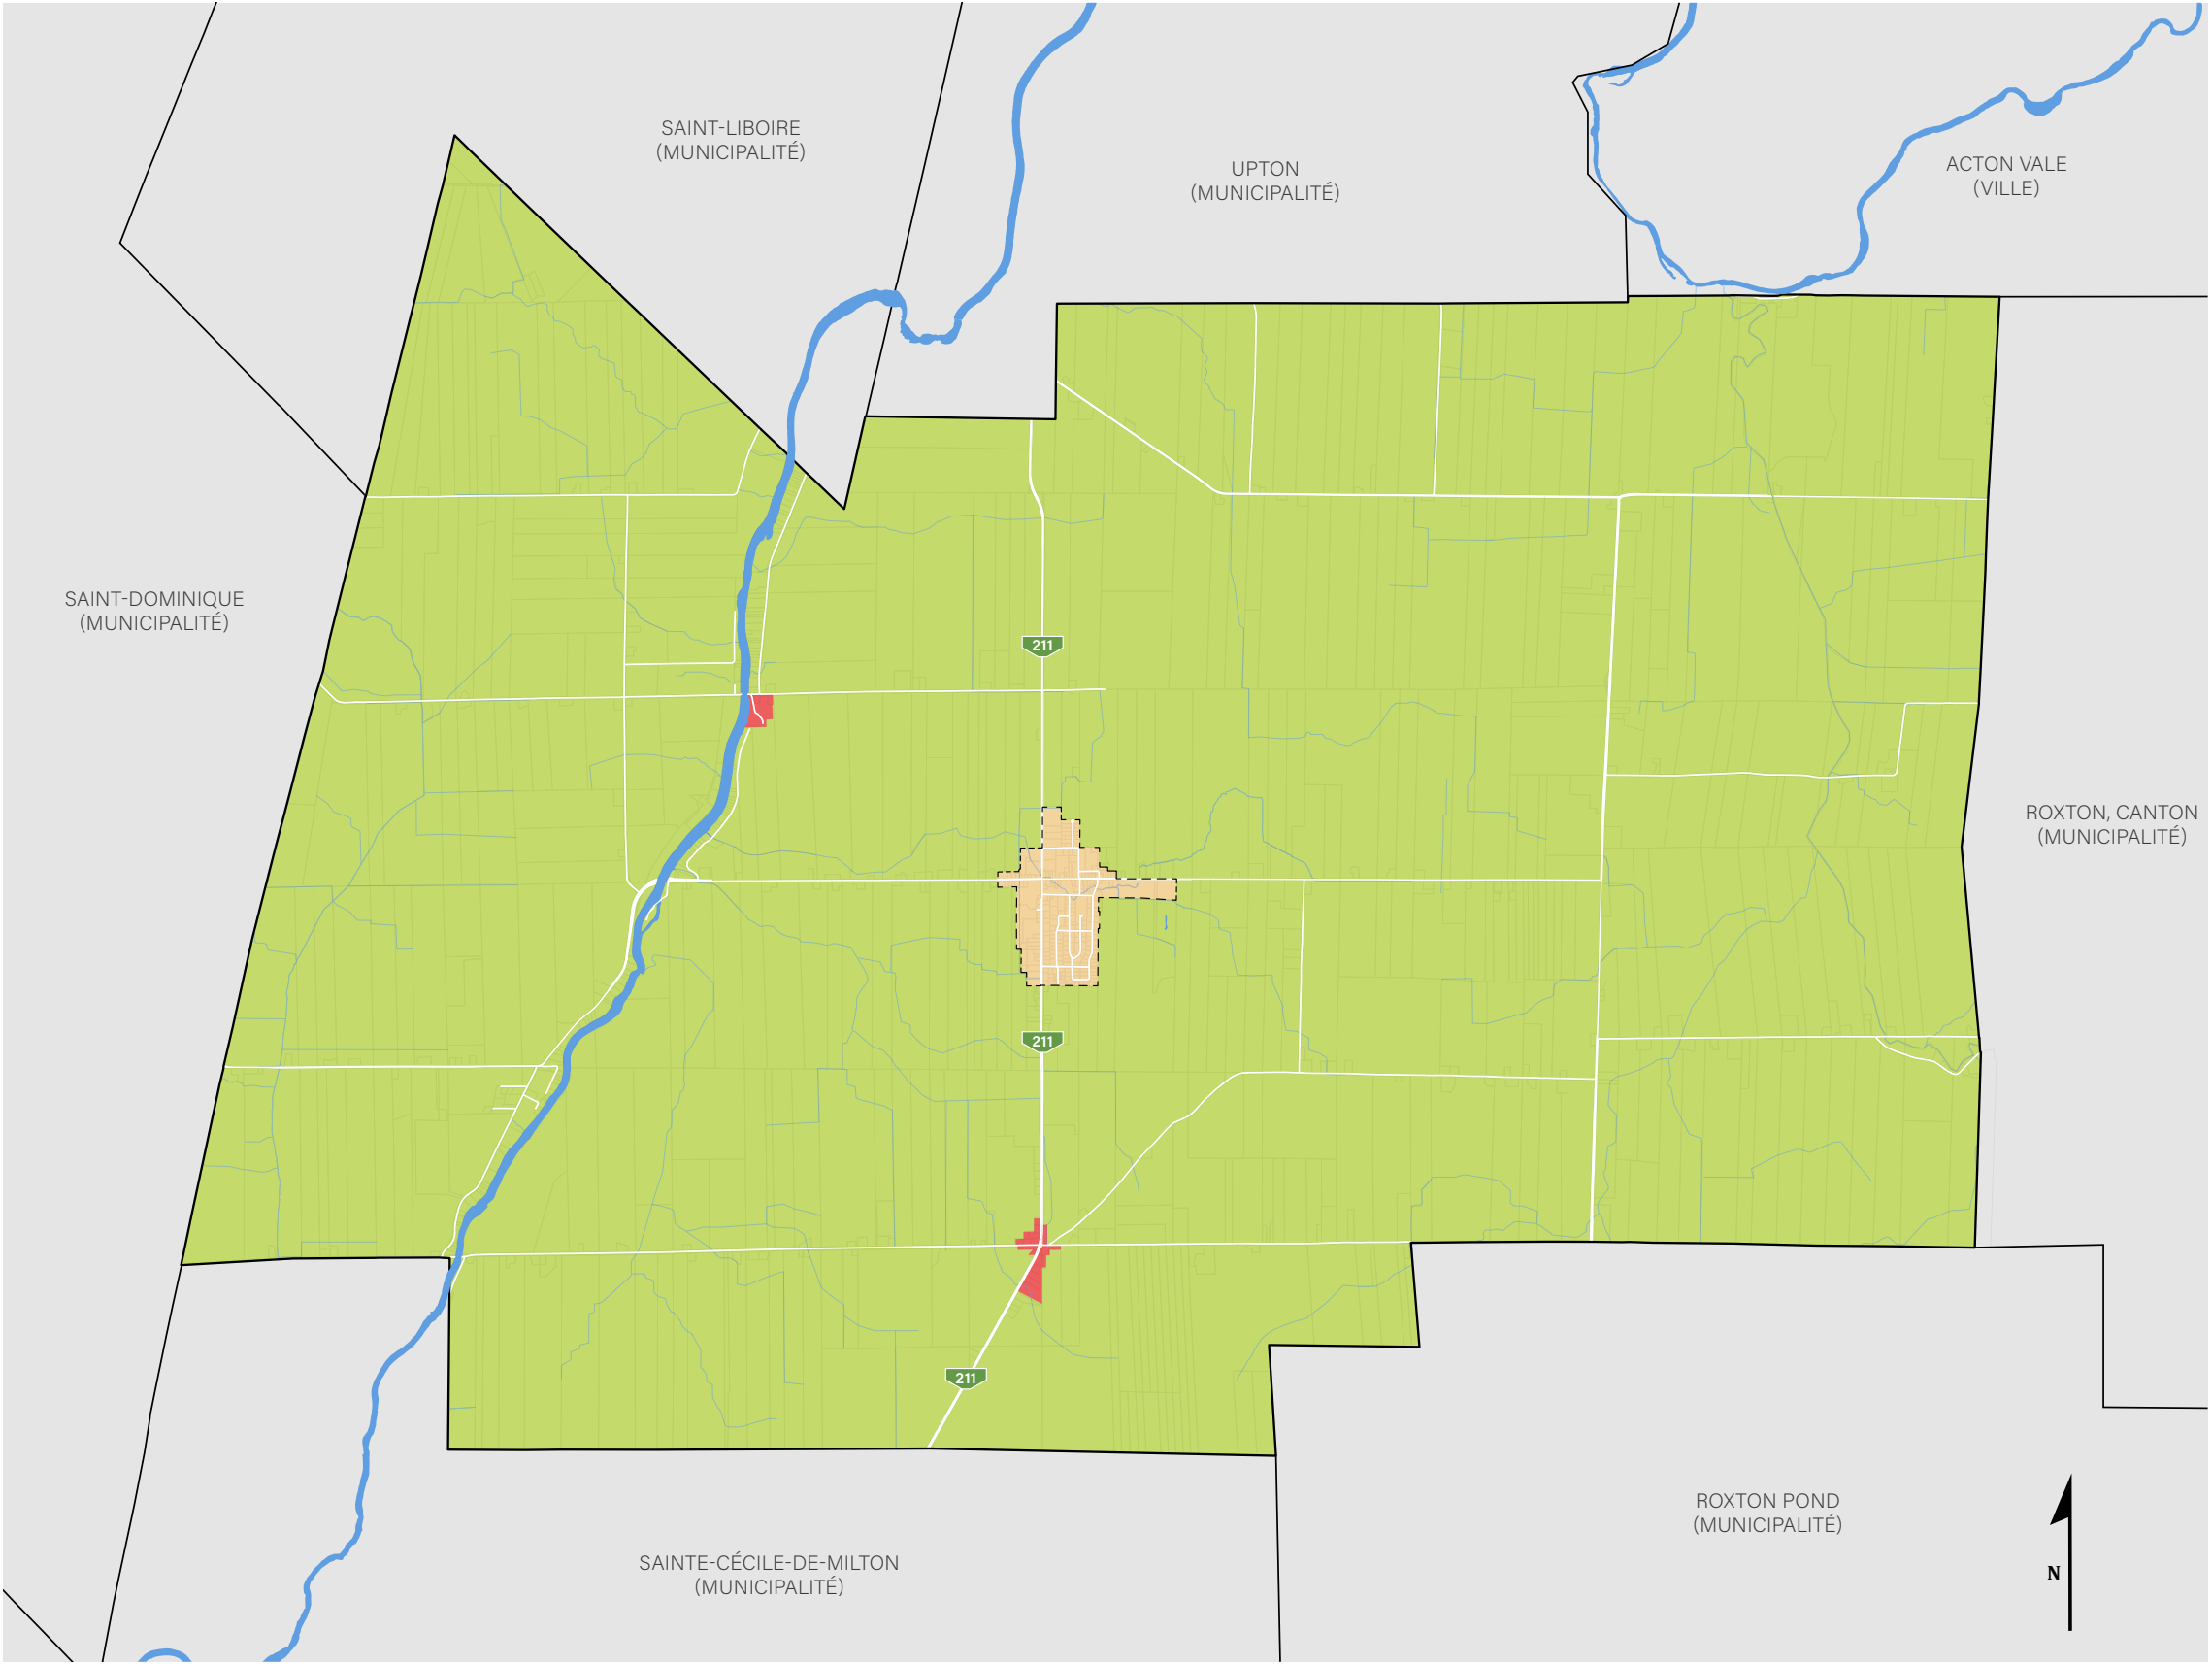 SAINT-LIBOIRE
(MUNICIPALITÉ)
UPTON
(MUNICIPALITÉ)
ACTON VALE
(VILLE)
SAINT-DOMINIQUE
(MUNICIPALITÉ)
211
ROXTON, CANTON
(MUNICIPALITÉ)
211
211
ROXTON POND
(MUNICIPALITÉ)
SAINTE-CÉCILE-DE-MILTON
(MUNICIPALITÉ)
N